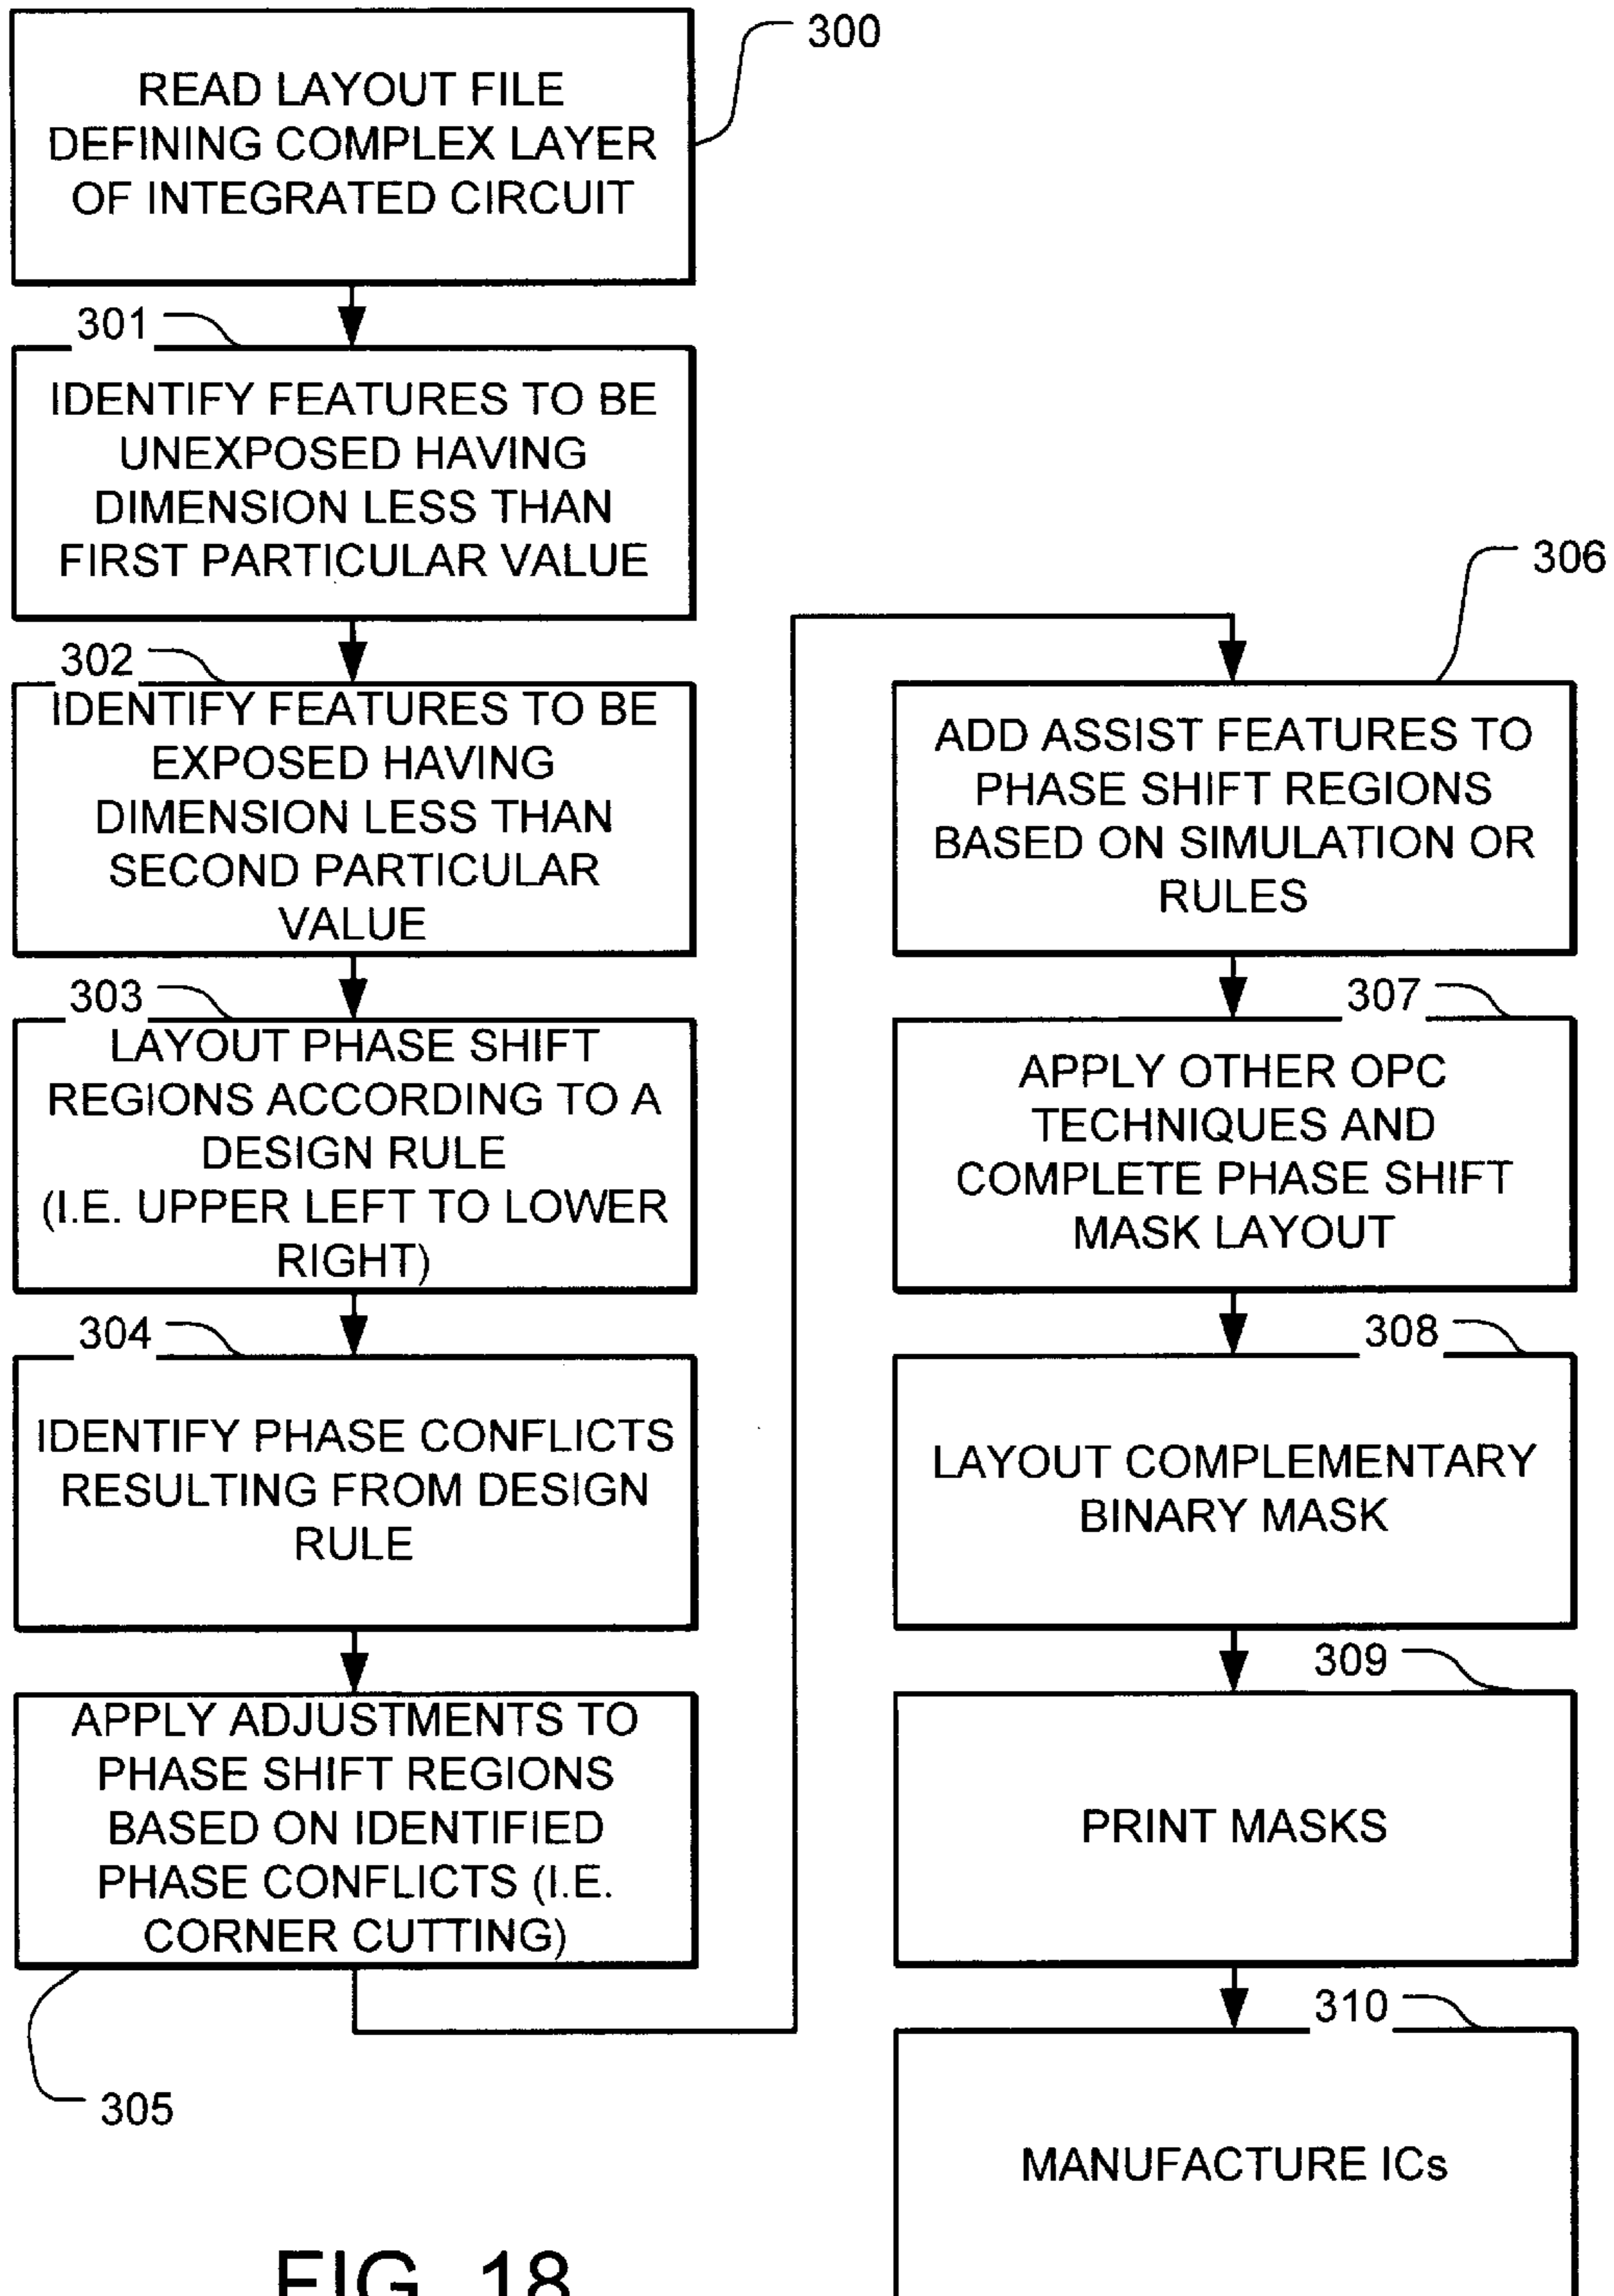 300
READ LAYOUT FILE
DEFINING COMPLEX LAYER
OF INTEGRATED CIRCUIT
301
IDENTIFY FEATURES TO BE
UNEXPOSED HAVING
DIMENSION LESS THAN
FIRST PARTICULAR VALUE
302
IDENTIFY FEATURES TO BE
EXPOSED HAVING
DIMENSION LESS THAN
SECOND PARTICULAR
VALUE
303
LAYOUT PHASE SHIFT
REGIONS ACCORDING TO A
DESIGN RULE
(I.E. UPPER LEFT TO LOWER
RIGHT)
304
IDENTIFY PHASE CONFLICTS
RESULTING FROM DESIGN
RULE
APPLY ADJUSTMENTS TO
PHASE SHIFT REGIONS
BASED ON IDENTIFIED
PHASE CONFLICTS (I.E.
CORNER CUTTING)
305
306
ADD ASSIST FEATURES TO
PHASE SHIFT REGIONS
BASED ON SIMULATION OR
RULES
307
APPLY OTHER OPC
TECHNIQUES AND
COMPLETE PHASE SHIFT
MASK LAYOUT
308
LAYOUT COMPLEMENTARY
BINARY MASK
309
PRINT MASKS
310
MANUFACTURE ICs
FIG. 18